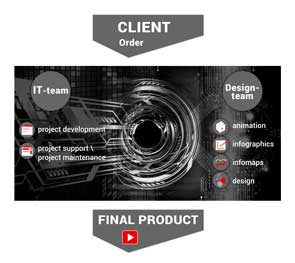 CLIENT
Order
IT-team
project development
project support \
project maintenance
Design-
team
animation
infographics
infomaps
design
FINAL PRODUCT